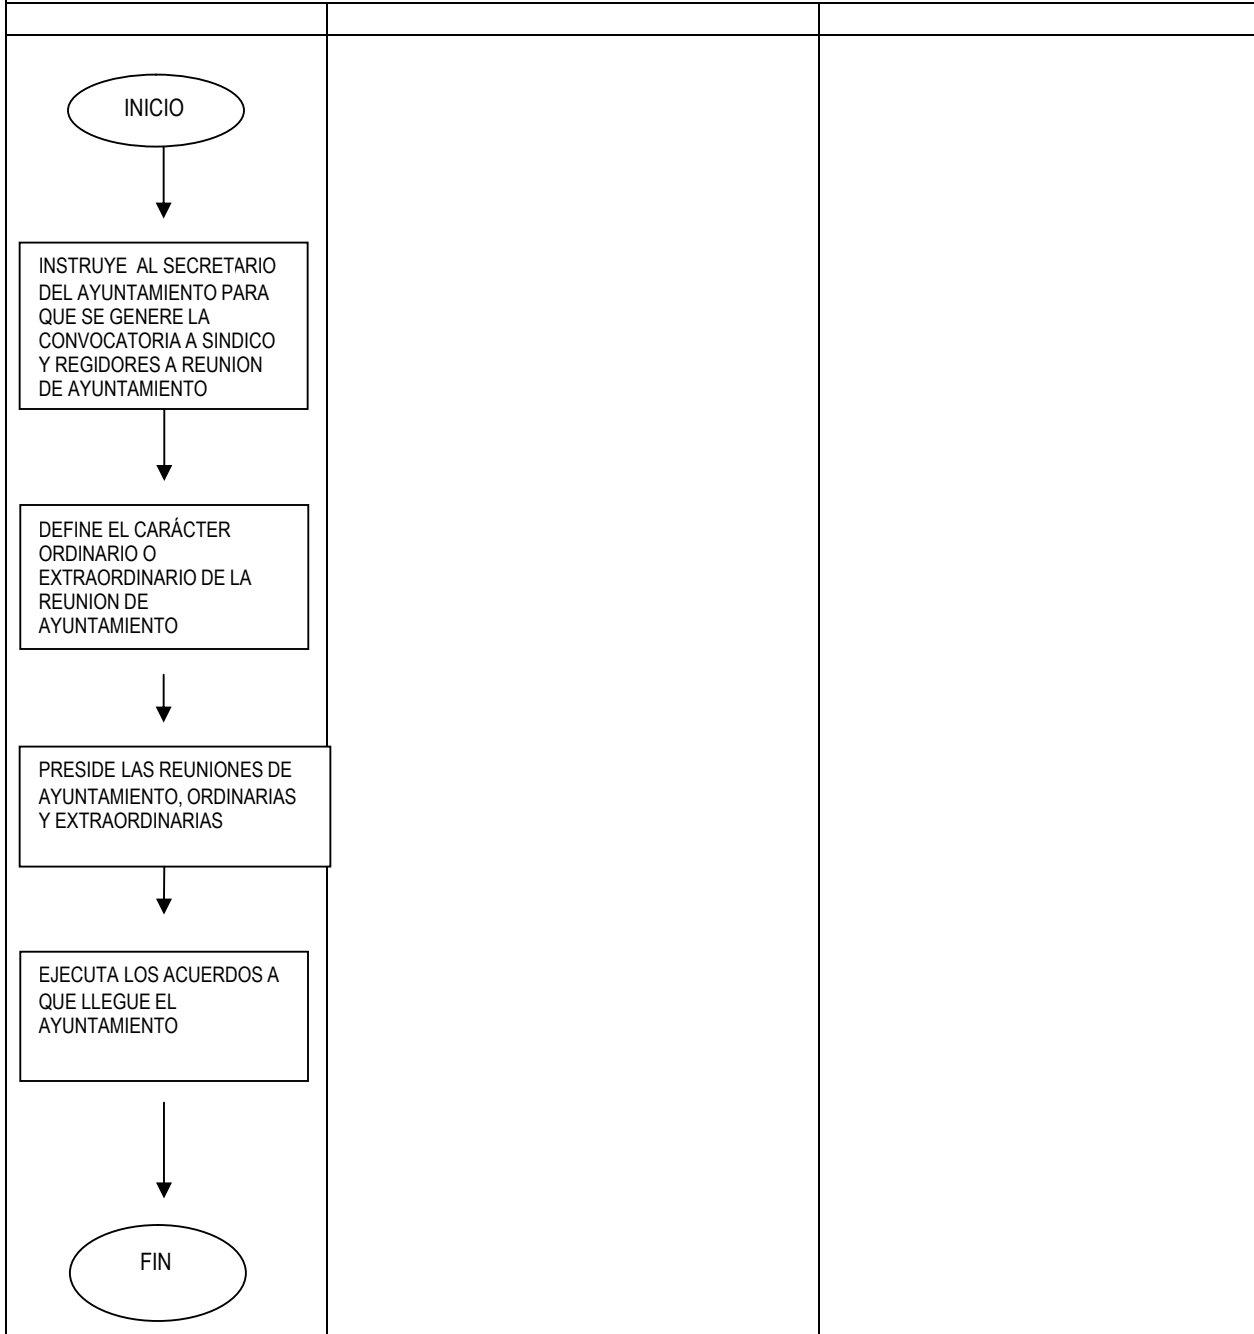 INICIO
INSTRUYE AL SECRETARIO
DEL AYUNTAMIENTO PARA
QUE SE GENERE LA
CONVOCATORIA A SINDICO
Y REGIDORES A REUNION
DE AYUNTAMIENTO
DEFINE EL CARÁCTER
ORDINARIO O
EXTRAORDINARIO DE LA
REUNION DE
AYUNTAMIENTO
PRESIDE LAS REUNIONES DE
AYUNTAMIENTO, ORDINARIAS
Y EXTRAORDINARIAS
EJECUTA LOS ACUERDOS A
QUE LLEGUE EL
AYUNTAMIENTO
FIN